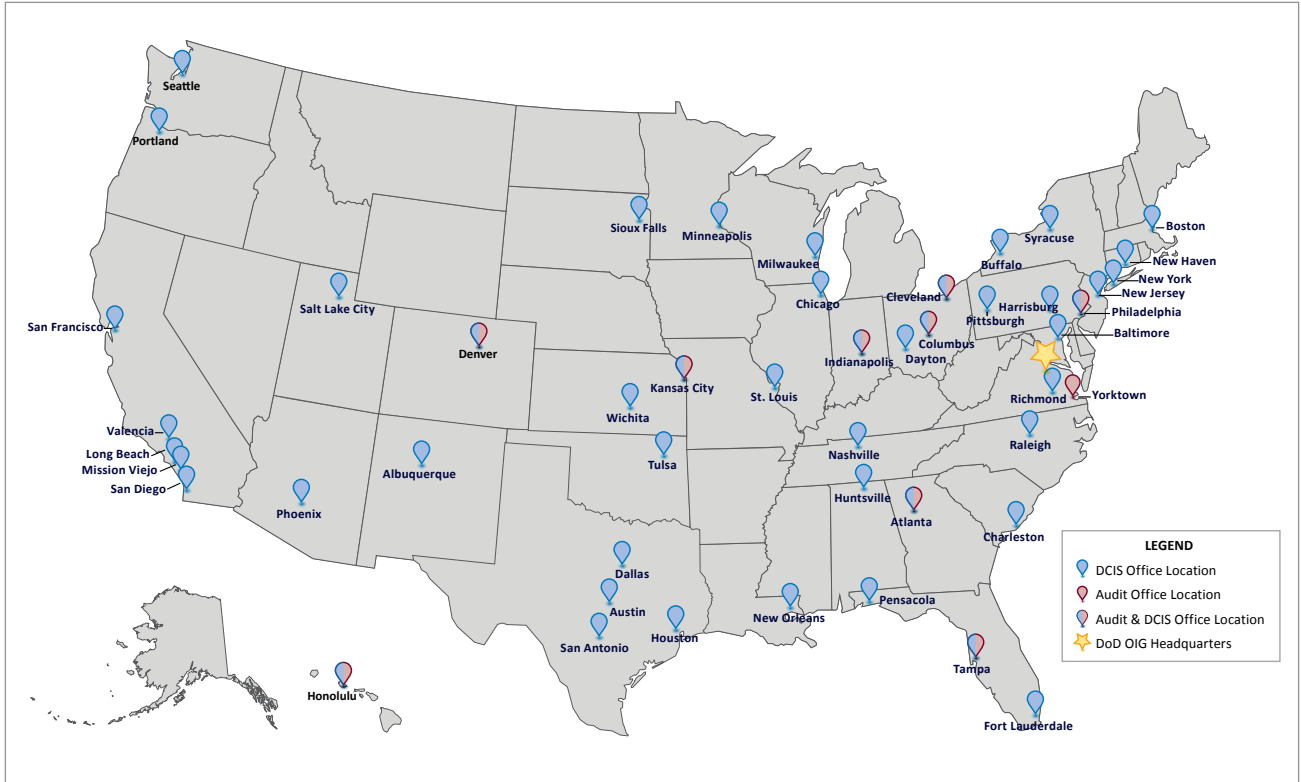 Seattle
Portland
Sioux Falls
Minneapolis
Milwaukee
Chicago
Buffalo
Syracuse
Boston
New Haven
New York
New Jersey
Philadelphia
Baltimore
Harrisburg
Pittsburgh
Cleveland
Columbus
Dayton
Indianapolis
Salt Lake City
San Francisco
Denver
Kansas City
St. Louis
Wichita
Richmond
Yorktown
Raleigh
Valencia
Long Beach
Mission Viejo
San Diego
Phoenix
Albuquerque
Tulsa
Nashville
Huntsville
Atlanta
Charleston
Dallas
Austin
San Antonio
Houston
New Orleans
Pensacola
Tampa
Fort Lauderdale
Honolulu
LEGEND
DCIS Office Location
Audit Office Location
Audit & DCIS Office Location
DoD OIG Headquarters